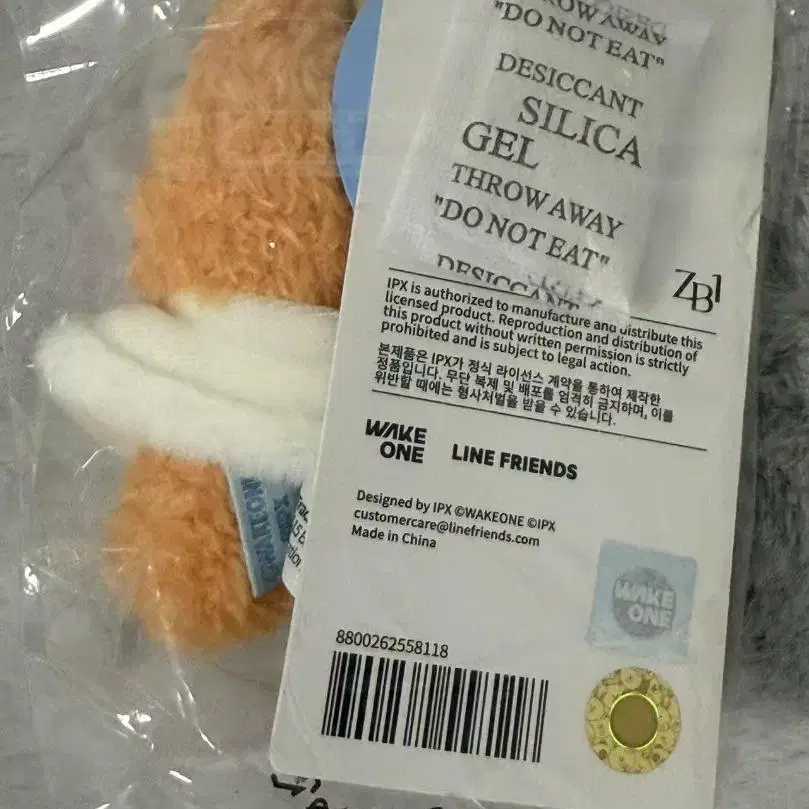 THROW AWAY
"DO NOT EAT"
DESICCANT
SILICA
GEL
THROW AWAY
"DO NOT EAT"
DESICCANT
ZB1
IPX is authorized to manufacture and distribute this
licensed product. Reproduction and distribution of
this product without written permission is strictly
prohibited and is subject to legal action.
본제품은 IPX가 정식 라이선스 계약을 통하여 제작한
정품입니다. 무단 복제 및 배포를 엄격히 금지하며, 이를
위반할 때에는 형사처벌을 받을 수 있습니다.
WAKE
ONE
LINE FRIENDS
Designed by IPX ©WAKEONE ©IPX
customercare@linefriends.com
Made in China
WAKE
ONE
8800262558118